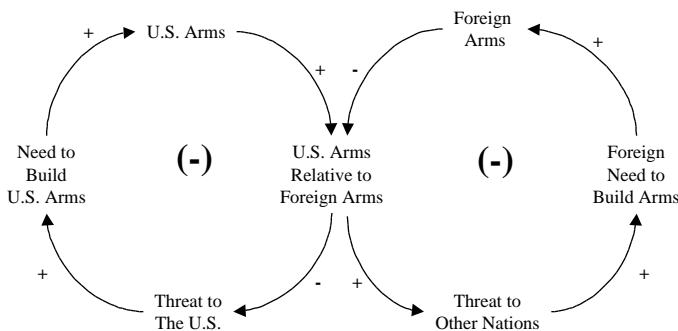 +
U.S. Arms
Foreign
Arms
+
+
-
Need to
Build
U.S. Arms
(-)
U.S. Arms
Relative to
Foreign Arms
(-)
Foreign
Need to
Build Arms
+
-
+
+
Threat to
The U.S.
Threat to
Other Nations